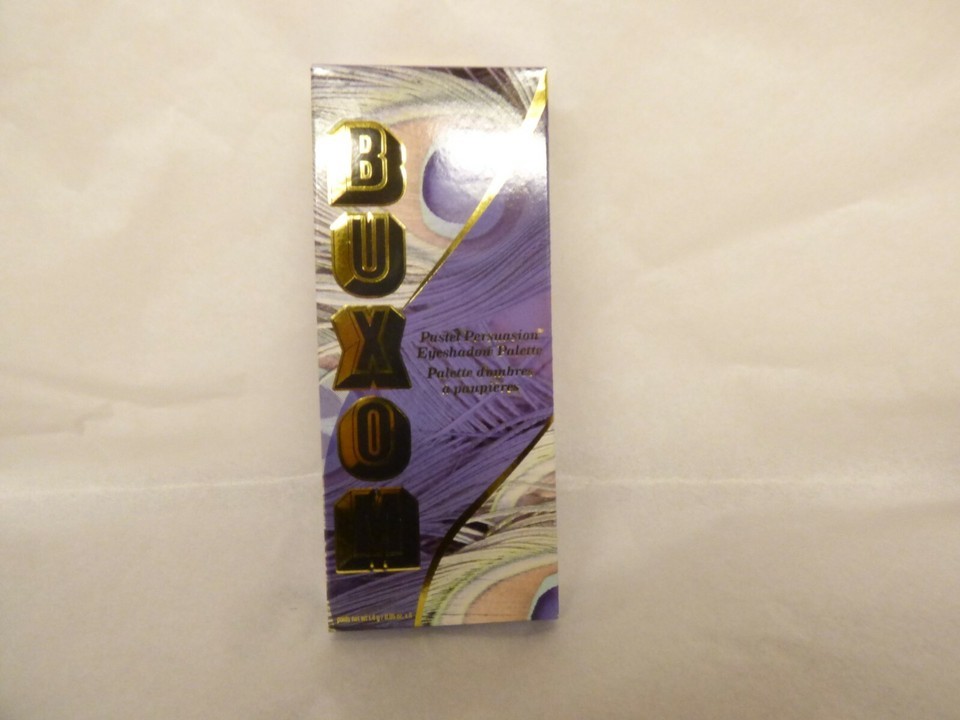 BUXOM
Pastel Persuasion
Eyeshadow Palette
Palette d'ombres
à paupières